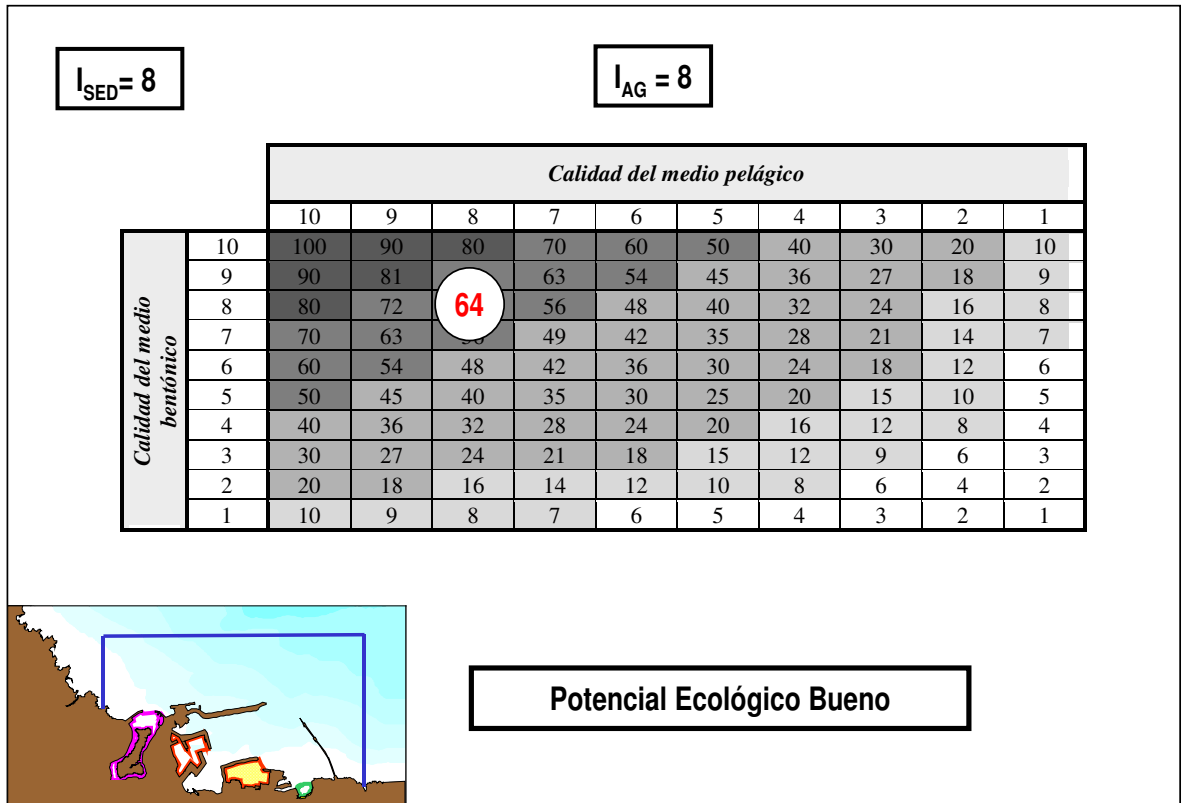 I_SED= 8
I_AG = 8
Calidad del medio pelágico
10 9 8 7 6 5 4 3 2 1
Calidad del medio
bentónico
10 100 90 80 70 60 50 40 30 20 10
9 90 81 63 54 45 36 27 18 9
8 80 72 64 56 48 40 32 24 16 8
7 70 63 49 42 35 28 21 14 7
6 60 54 48 42 36 30 24 18 12 6
5 50 45 40 35 30 25 20 15 10 5
4 40 36 32 28 24 20 16 12 8 4
3 30 27 24 21 18 15 12 9 6 3
2 20 18 16 14 12 10 8 6 4 2
1 10 9 8 7 6 5 4 3 2 1
Potencial Ecológico Bueno